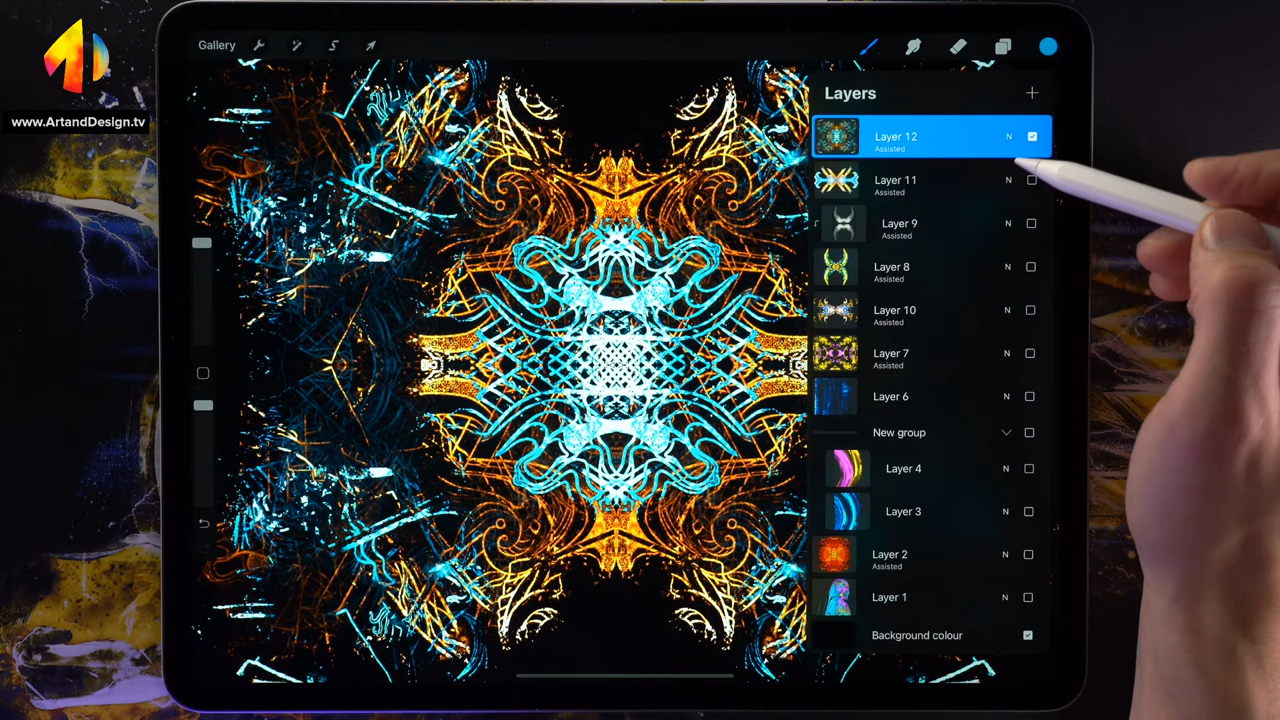 www.ArtandDesign.tv
Gallery
Layers
Layer 12
N
Assisted
Layer 11
N
Assisted
Layer 9
N
Assisted
Layer 8
N
Assisted
Layer 10
N
Assisted
Layer 7
N
Assisted
Layer 6
N
New group
Layer 4
N
Layer 3
N
Layer 2
N
Assisted
Layer 1
N
Background colour